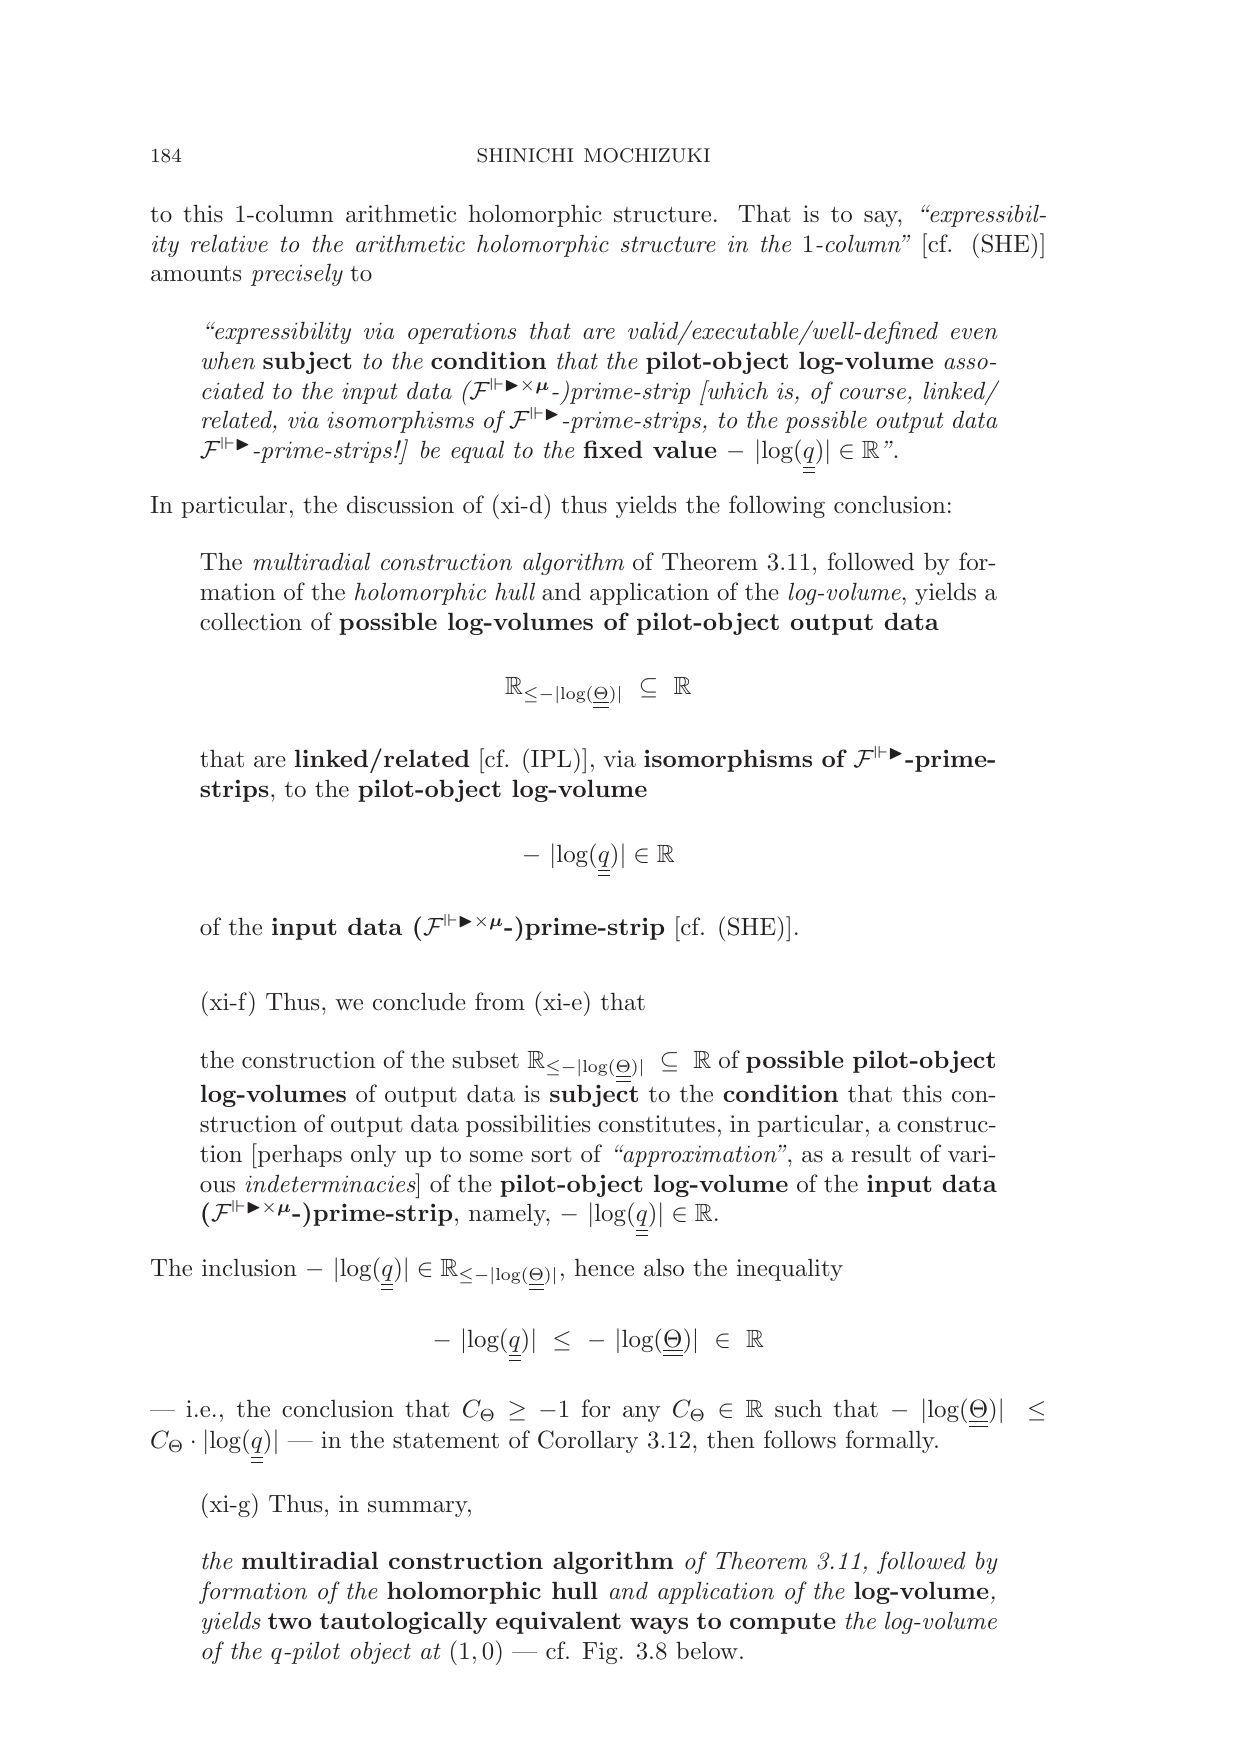 184 SHINICHI MOCHIZUKI
to this 1-column arithmetic holomorphic structure. That is to say, “expressibil-
ity relative to the arithmetic holomorphic structure in the 1-column” [cf. (SHE)]
amounts precisely to
“expressibility via operations that are valid/executable/well-defined even
when subject to the condition that the pilot-object log-volume asso-
ciated to the input data (𝓕^{⊩▶×μ}-)prime-strip [which is, of course, linked/
related, via isomorphisms of 𝓕^{⊩▶}-prime-strips, to the possible output data
𝓕^{⊩▶}-prime-strips!] be equal to the fixed value − |log(q̳)| ∈ ℝ”.
In particular, the discussion of (xi-d) thus yields the following conclusion:
The multiradial construction algorithm of Theorem 3.11, followed by for-
mation of the holomorphic hull and application of the log-volume, yields a
collection of possible log-volumes of pilot-object output data
ℝ_{≤−|log(Θ̳)|} ⊆ ℝ
that are linked/related [cf. (IPL)], via isomorphisms of 𝓕^{⊩▶}-prime-
strips, to the pilot-object log-volume
− |log(q̳)| ∈ ℝ
of the input data (𝓕^{⊩▶×μ}-)prime-strip [cf. (SHE)].
(xi-f) Thus, we conclude from (xi-e) that
the construction of the subset ℝ_{≤−|log(Θ̳)|} ⊆ ℝ of possible pilot-object
log-volumes of output data is subject to the condition that this con-
struction of output data possibilities constitutes, in particular, a construc-
tion [perhaps only up to some sort of “approximation”, as a result of vari-
ous indeterminacies] of the pilot-object log-volume of the input data
(𝓕^{⊩▶×μ}-)prime-strip, namely, − |log(q̳)| ∈ ℝ.
The inclusion − |log(q̳)| ∈ ℝ_{≤−|log(Θ̳)|}, hence also the inequality
− |log(q̳)| ≤ − |log(Θ̳)| ∈ ℝ
— i.e., the conclusion that C_Θ ≥ −1 for any C_Θ ∈ ℝ such that − |log(Θ̳)| ≤
C_Θ · |log(q̳)| — in the statement of Corollary 3.12, then follows formally.
(xi-g) Thus, in summary,
the multiradial construction algorithm of Theorem 3.11, followed by
formation of the holomorphic hull and application of the log-volume,
yields two tautologically equivalent ways to compute the log-volume
of the q-pilot object at (1, 0) — cf. Fig. 3.8 below.